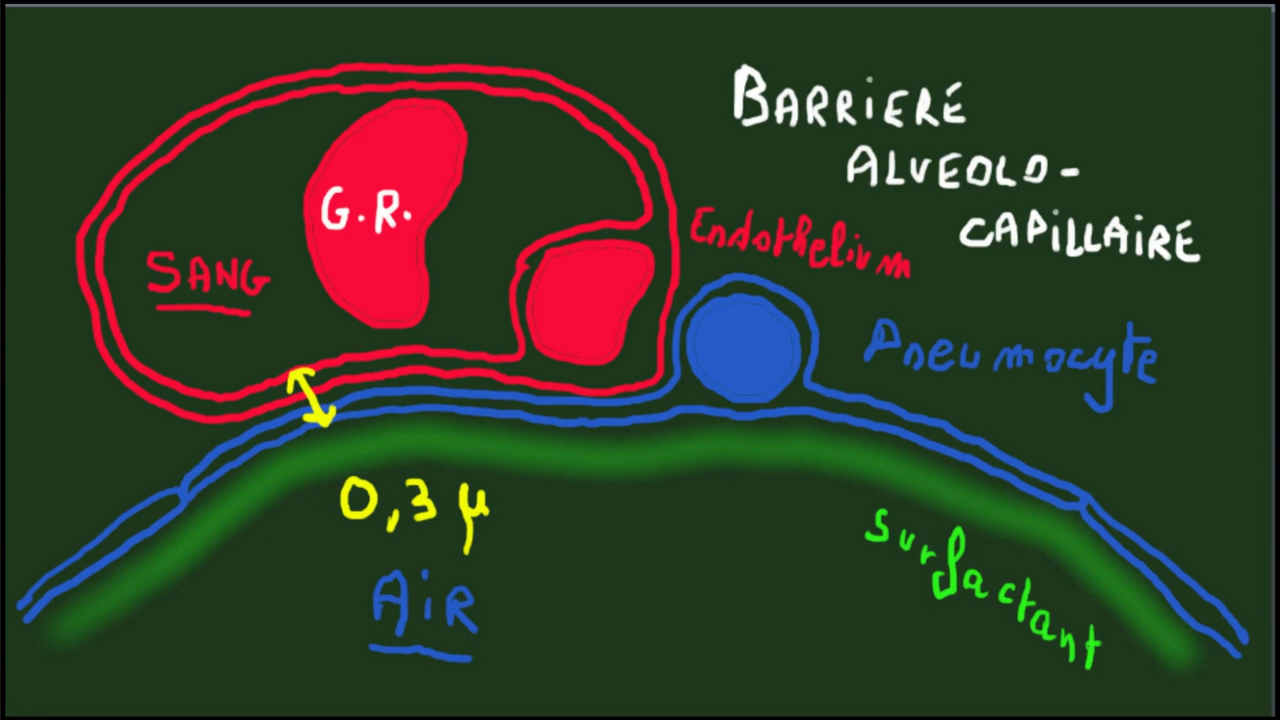 BARRIERE
ALVEOLO-
CAPILLAIRE
G.R.
SANG
Endothelium
Pneumocyte
0,3 μ
AiR
surfactant